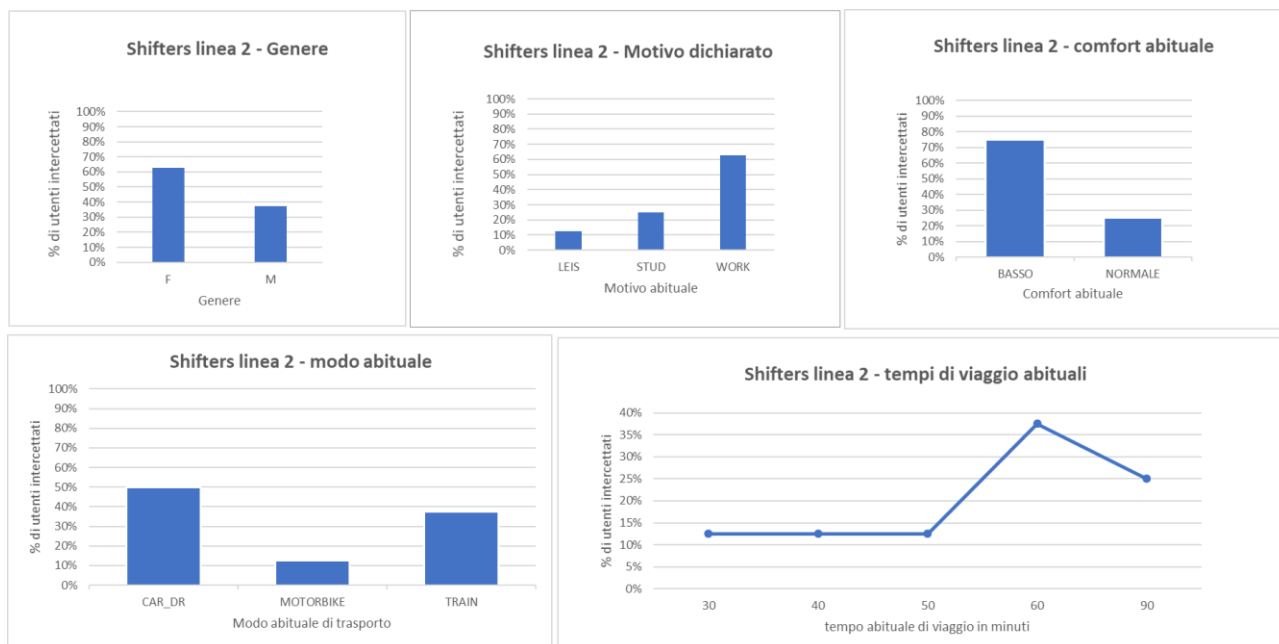 Shifters linea 2 - Genere
% di utenti intercettati
100%
90%
80%
70%
60%
50%
40%
30%
20%
10%
0%
F M
Genere
Shifters linea 2 - Motivo dichiarato
% di utenti intercettati
100%
90%
80%
70%
60%
50%
40%
30%
20%
10%
0%
LEIS STUD WORK
Motivo abituale
Shifters linea 2 - comfort abituale
% di utenti intercettati
100%
90%
80%
70%
60%
50%
40%
30%
20%
10%
0%
BASSO NORMALE
Comfort abituale
Shifters linea 2 - modo abituale
% di utenti intercettati
100%
90%
80%
70%
60%
50%
40%
30%
20%
10%
0%
CAR_DR MOTORBIKE TRAIN
Modo abituale di trasporto
Shifters linea 2 - tempi di viaggio abituali
% di utenti intercettati
40%
35%
30%
25%
20%
15%
10%
5%
0%
30 40 50 60 90
tempo abituale di viaggio in minuti